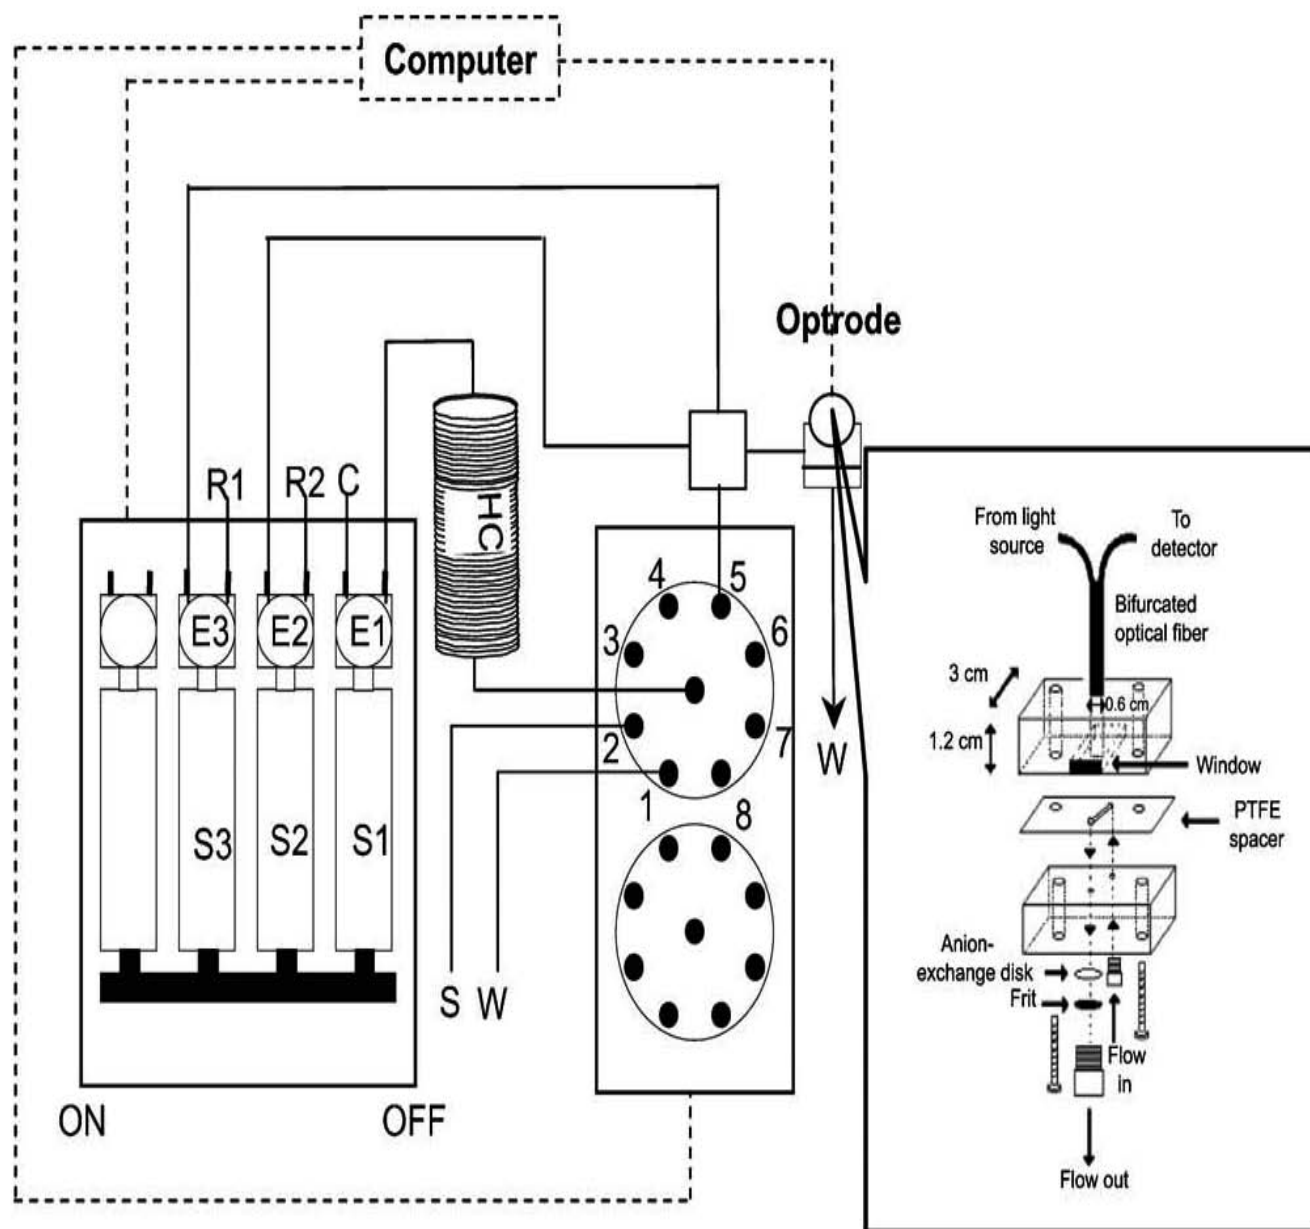 Computer
Optrode
R1
R2
C
HC
E3
E2
E1
S3
S2
S1
ON
OFF
S
W
4
5
3
6
2
7
1
8
W
From light
source
To
detector
Bifurcated
optical fiber
3 cm
0.6 cm
1.2 cm
Window
PTFE
spacer
Anion-
exchange disk
Frit
Flow
in
Flow out